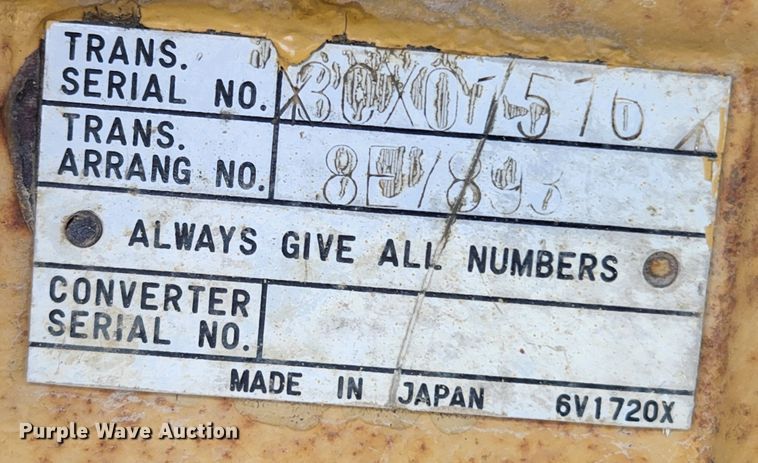 TRANS.
SERIAL NO.
TRANS.
ARRANG NO.
ALWAYS GIVE ALL NUMBERS
CONVERTER
SERIAL NO.
MADE IN JAPAN 6V1720X
Purple Wave Auction